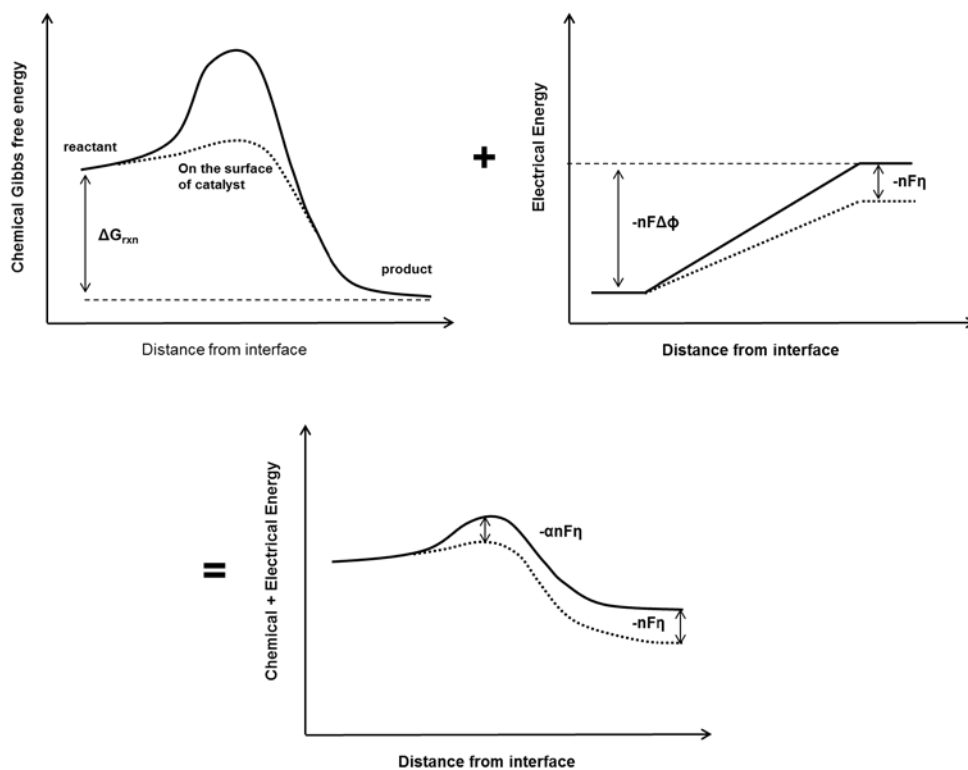 Chemical Gibbs free energy
reactant
On the surface
of catalyst
ΔGrxn
product
Distance from interface
+
Electrical Energy
-nFΔϕ
-nFη
Distance from interface
=
Chemical + Electrical Energy
-αnFη
-nFη
Distance from interface